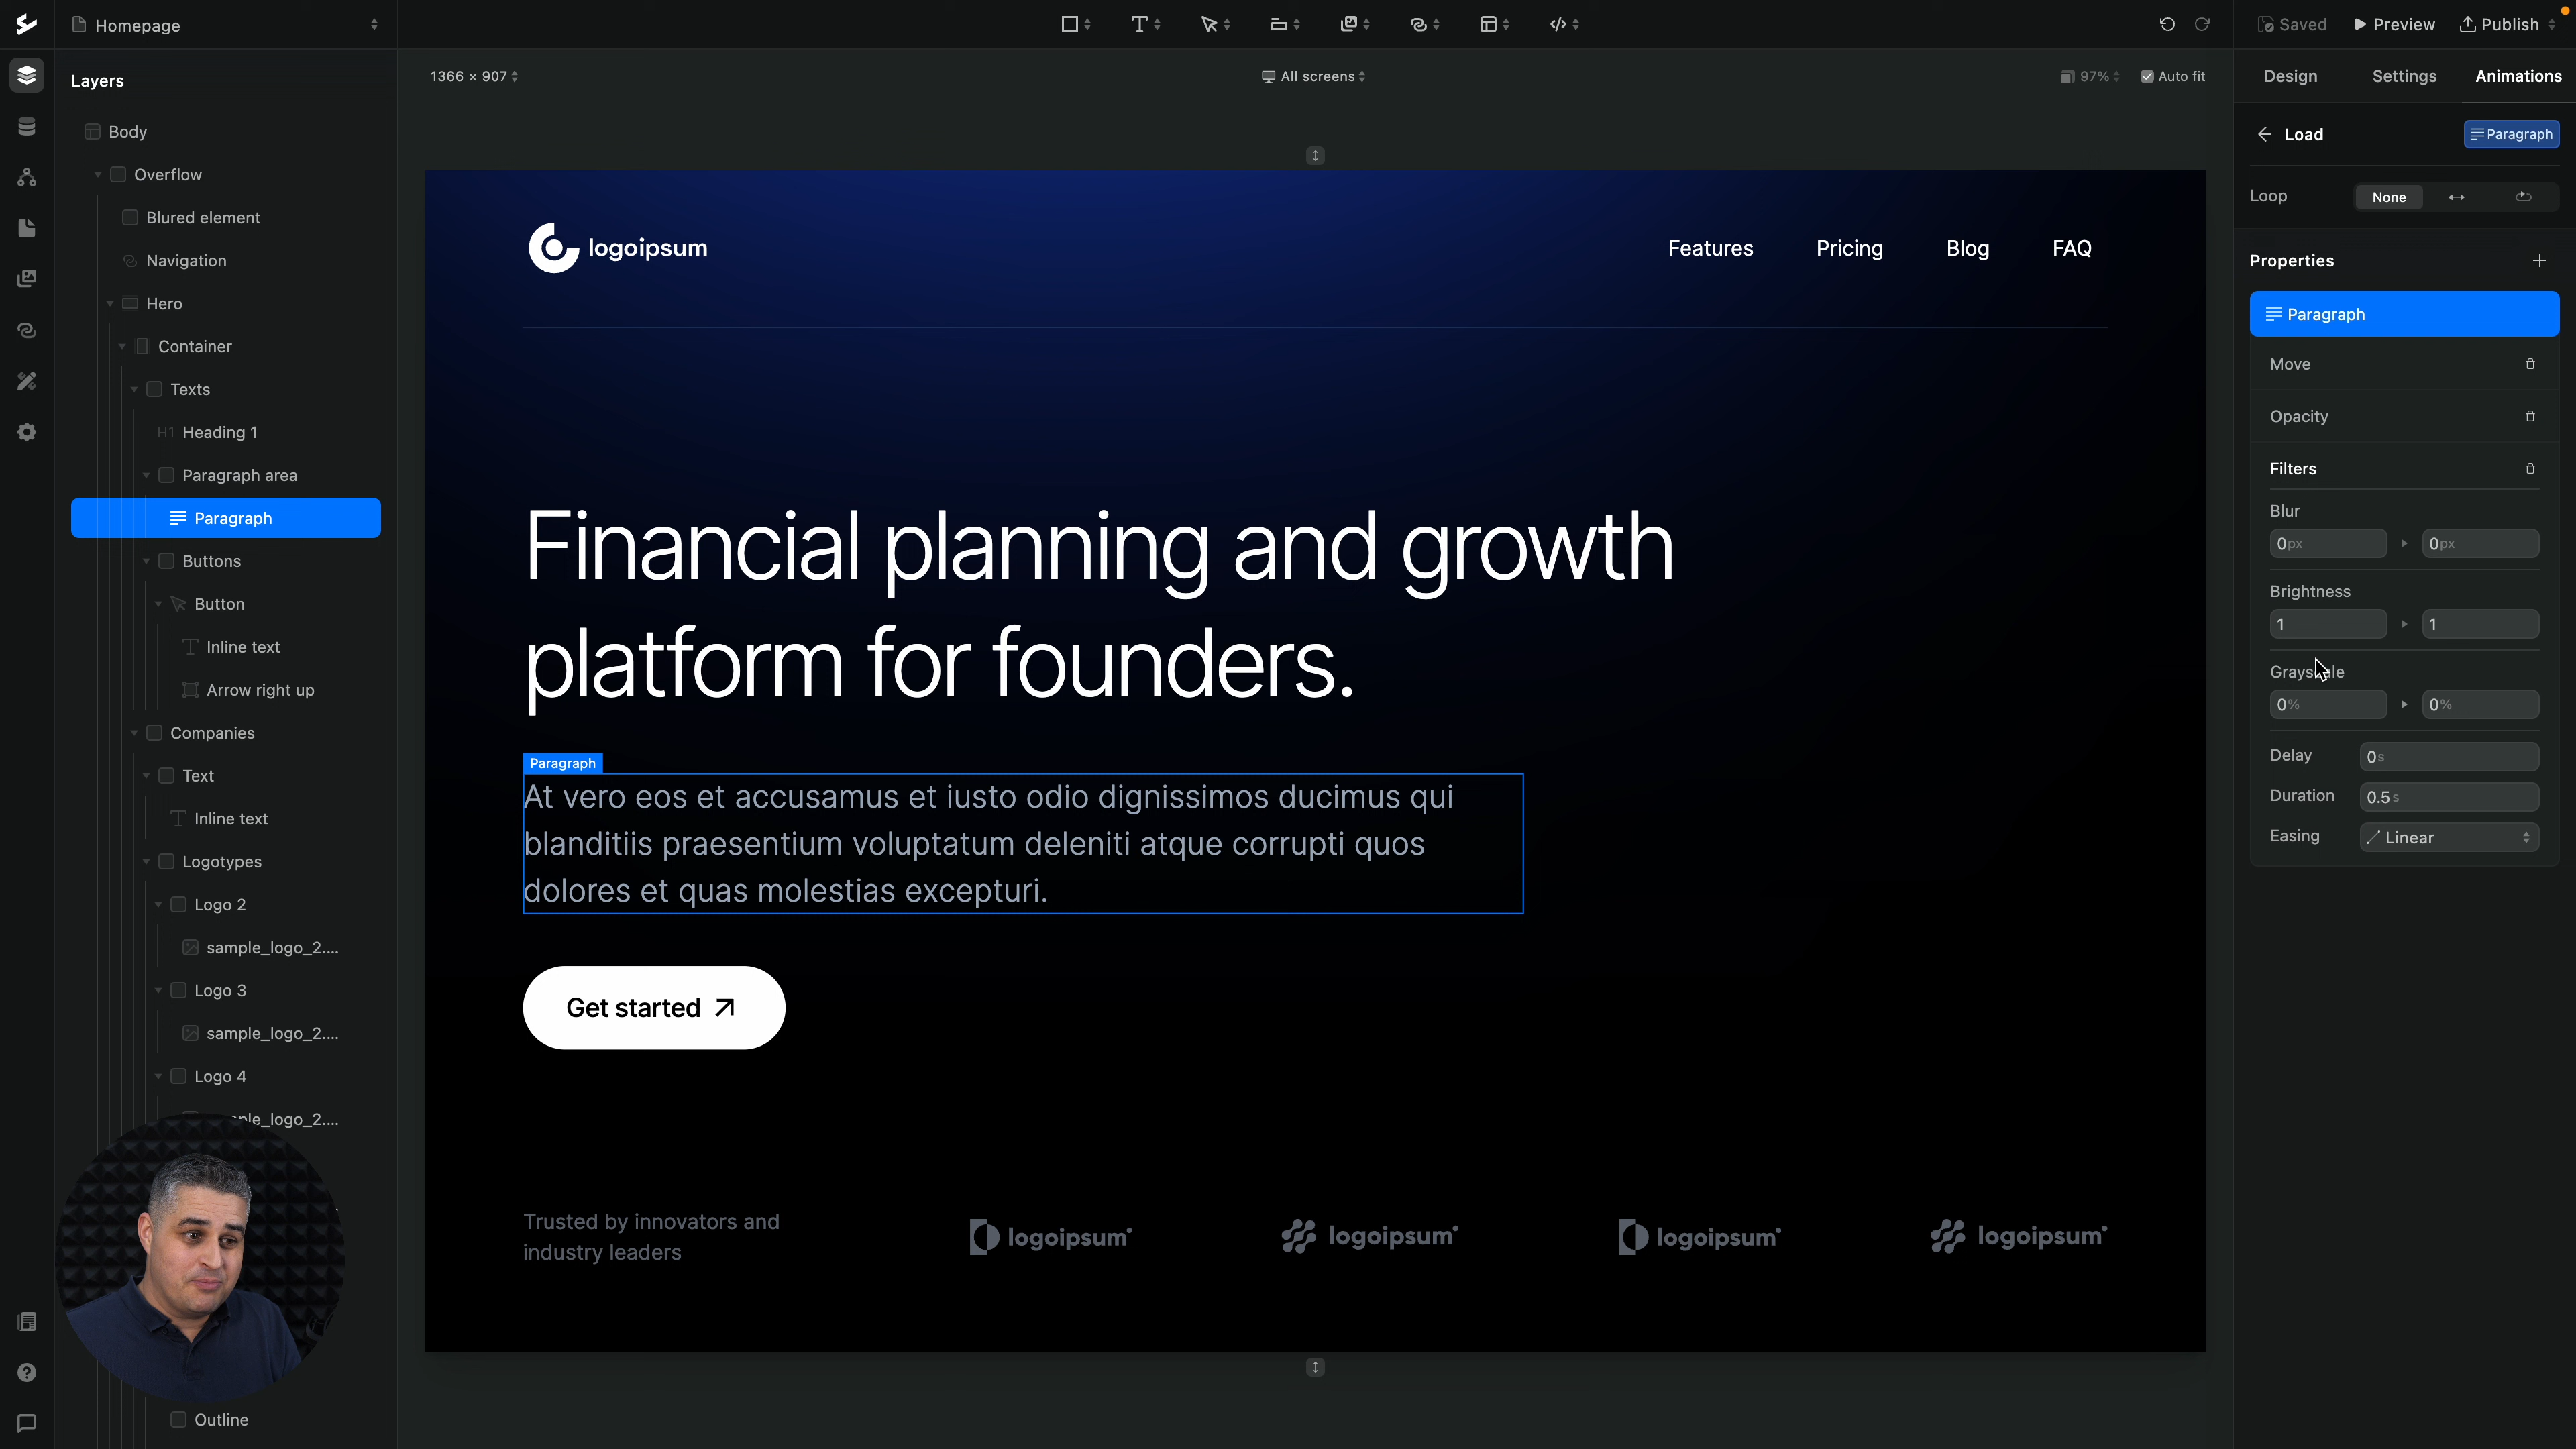 Homepage
Saved
Preview
Publish
Layers
1366 × 907
All screens
97%
Auto fit
Design
Settings
Animations
Body
Overflow
Blured element
Navigation
Hero
Container
Texts
H1 Heading 1
Paragraph area
Paragraph
Buttons
Button
Inline text
Arrow right up
Companies
Text
Inline text
Logotypes
Logo 2
sample_logo_2....
Logo 3
sample_logo_2....
Logo 4
ple_logo_2....
Outline
logoipsum
Features
Pricing
Blog
FAQ
Financial planning and growth
platform for founders.
Paragraph
At vero eos et accusamus et iusto odio dignissimos ducimus qui
blanditiis praesentium voluptatum deleniti atque corrupti quos
dolores et quas molestias excepturi.
Get started
Trusted by innovators and
industry leaders
logoipsum
logoipsum
logoipsum
logoipsum
Load
Paragraph
Loop
None
Properties
Paragraph
Move
Opacity
Filters
Blur
0px
0px
Brightness
1
1
Grayscale
0%
0%
Delay
0s
Duration
0.5s
Easing
Linear